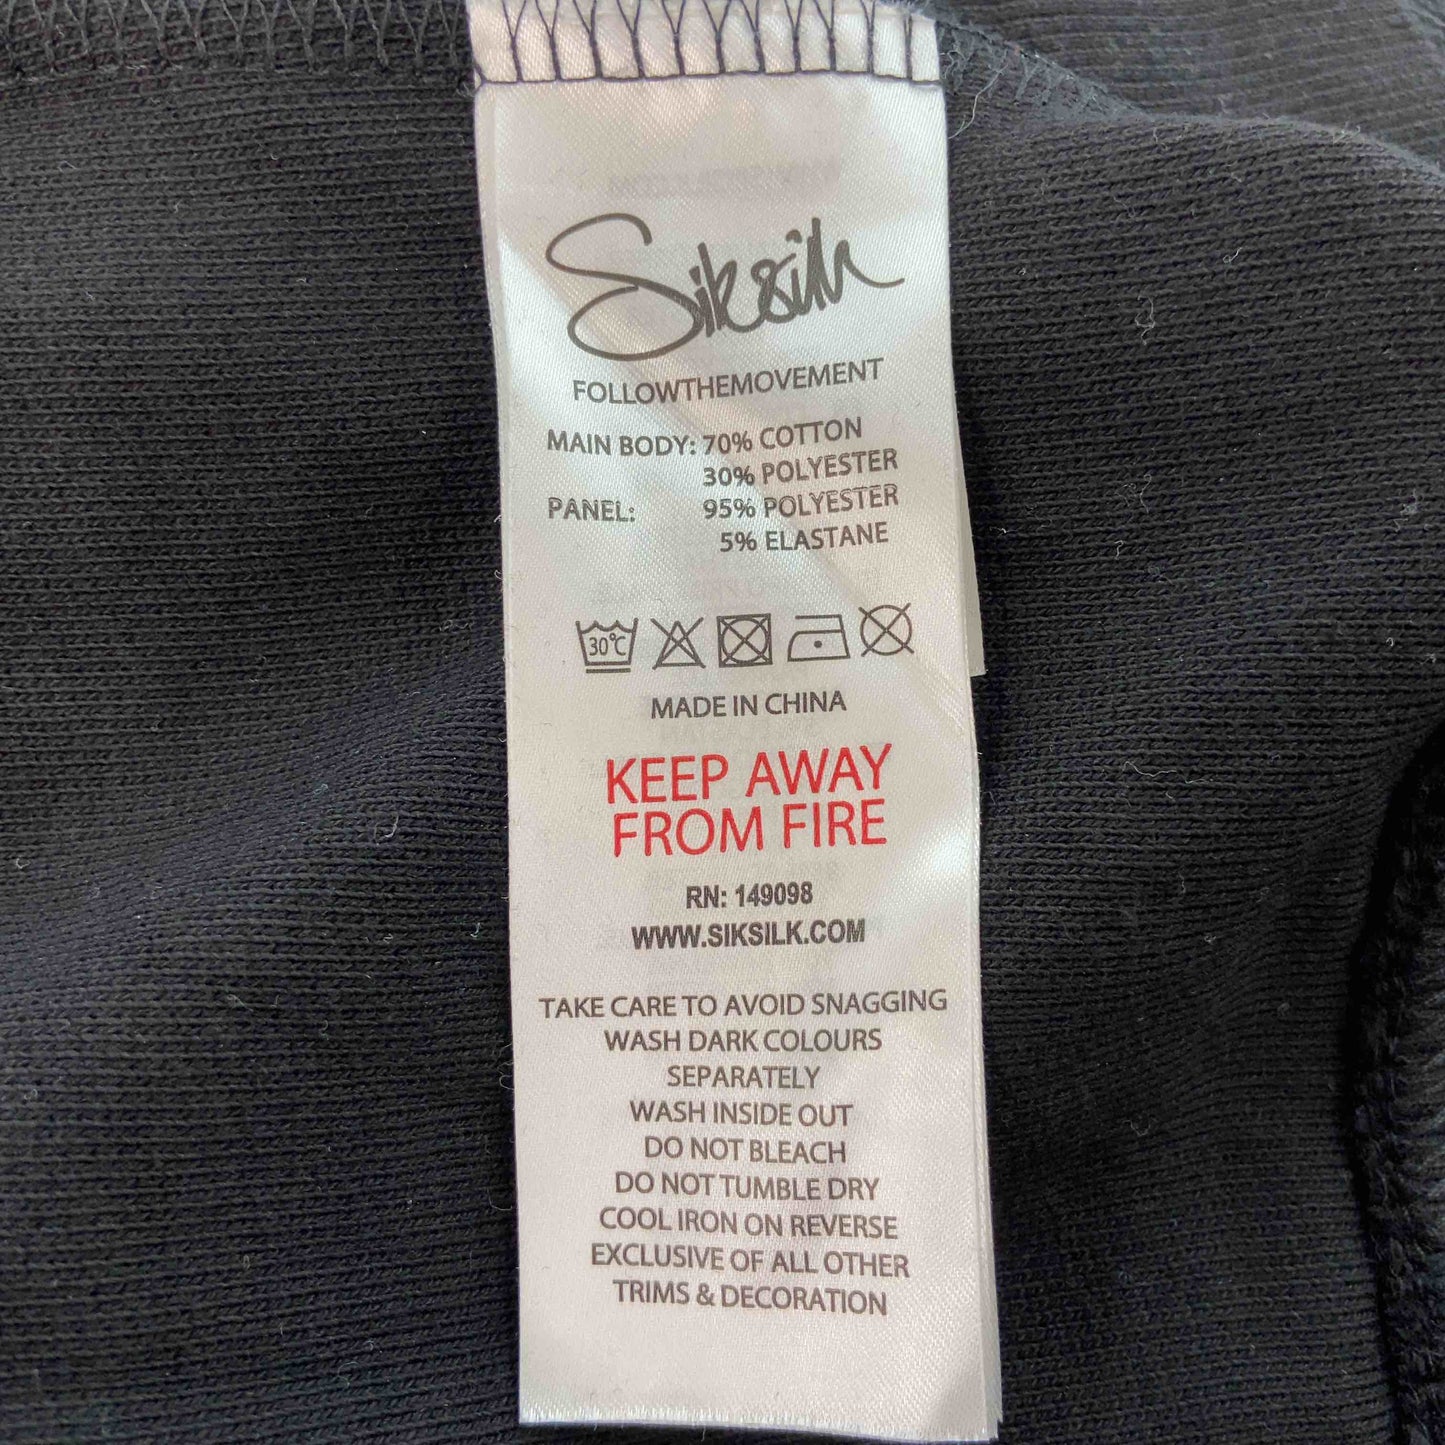 Siksilk
FOLLOWTHEMOVEMENT
MAIN BODY: 70% COTTON
30% POLYESTER
PANEL: 95% POLYESTER
5% ELASTANE
30°C
MADE IN CHINA
KEEP AWAY
FROM FIRE
RN: 149098
WWW.SIKSILK.COM
TAKE CARE TO AVOID SNAGGING
WASH DARK COLOURS
SEPARATELY
WASH INSIDE OUT
DO NOT BLEACH
DO NOT TUMBLE DRY
COOL IRON ON REVERSE
EXCLUSIVE OF ALL OTHER
TRIMS & DECORATION